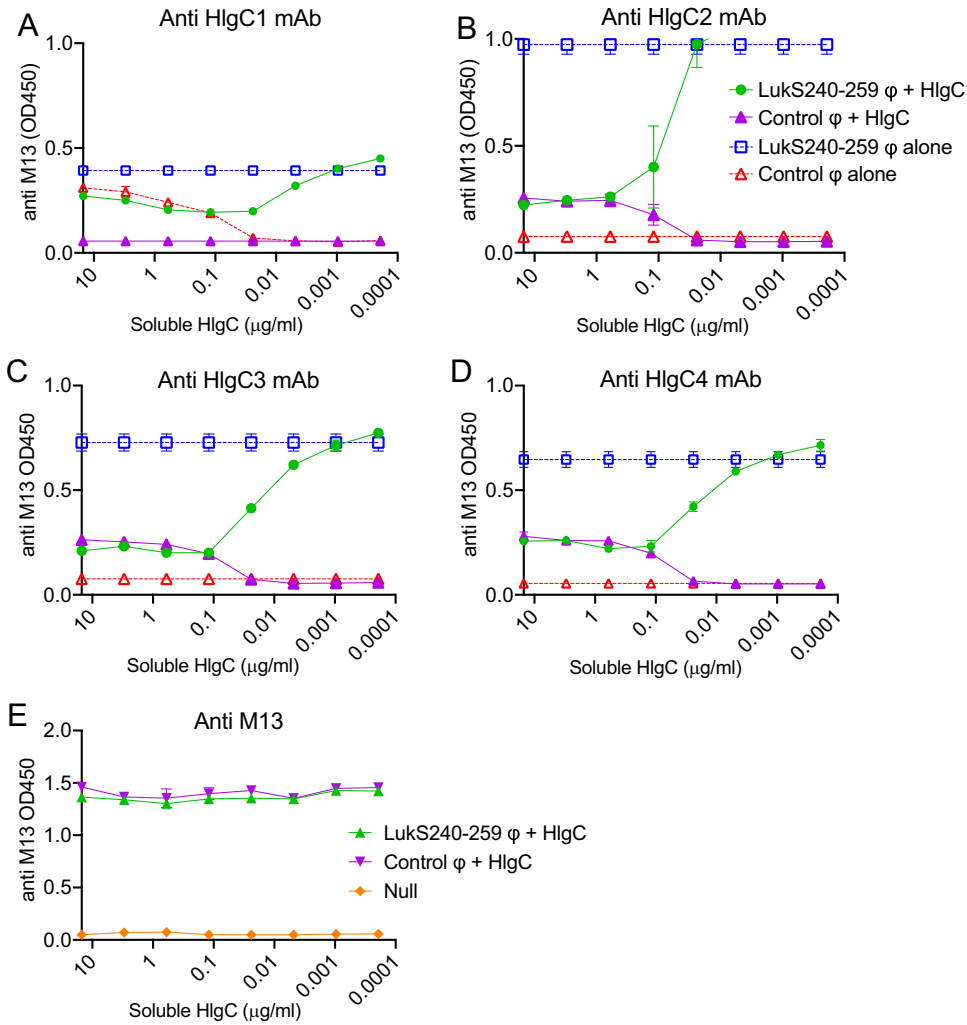 A
Anti HlgC1 mAb
anti M13 (OD450)
1.0
0.5
0.0
10
1
0.1
0.01
0.001
0.0001
Soluble HlgC (μg/ml)
B
Anti HlgC2 mAb
anti M13 (OD450)
1.0
0.5
0.0
10
1
0.1
0.01
0.001
0.0001
Soluble HlgC (μg/ml)
LukS240-259 φ + HlgC
Control φ + HlgC
LukS240-259 φ alone
Control φ alone
C
Anti HlgC3 mAb
anti M13 OD450
1.0
0.5
0.0
10
1
0.1
0.01
0.001
0.0001
Soluble HlgC (μg/ml)
D
Anti HlgC4 mAb
anti M13 OD450
1.0
0.5
0.0
10
1
0.1
0.01
0.001
0.0001
Soluble HlgC (μg/ml)
E
Anti M13
anti M13 OD450
2.0
1.5
1.0
0.5
0.0
10
1
0.1
0.01
0.001
0.0001
Soluble HlgC (μg/ml)
LukS240-259 φ + HlgC
Control φ + HlgC
Null